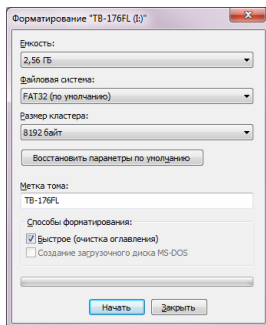 Форматирование "TB-176FL (I:)"
Емкость:
2,56 ГБ
Файловая система:
FAT32 (по умолчанию)
Размер кластера:
8192 байт
Восстановить параметры по умолчанию
Метка тома:
TB-176FL
Способы форматирования:
Быстрое (очистка оглавления)
Создание загрузочного диска MS-DOS
Начать Закрыть